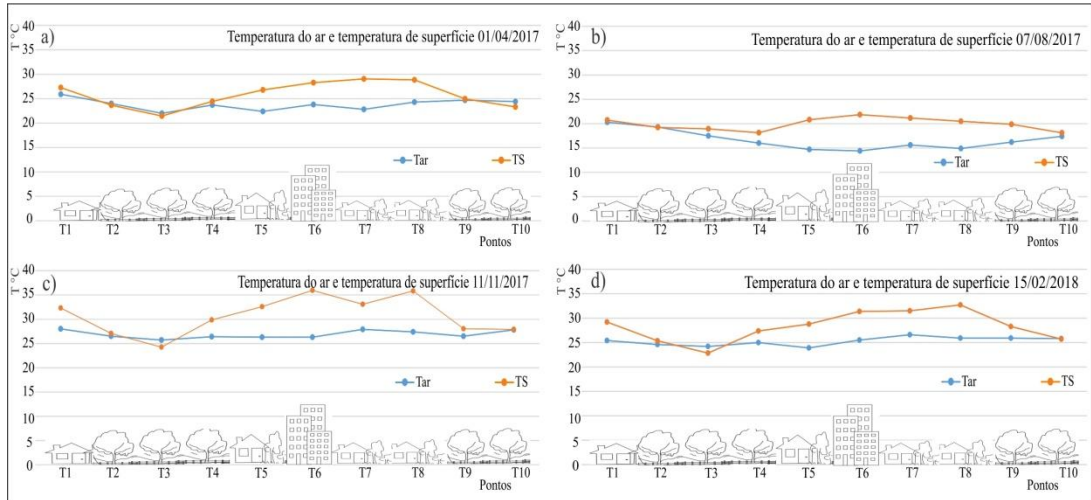 T °C
a)
Temperatura do ar e temperatura de superfície 01/04/2017
40
35
30
25
20
15
10
5
0
Tar
TS
T1 T2 T3 T4 T5 T6 T7 T8 T9 T10
Pontos
T °C
b)
Temperatura do ar e temperatura de superfície 07/08/2017
40
35
30
25
20
15
10
5
0
Tar
TS
T1 T2 T3 T4 T5 T6 T7 T8 T9 T10
Pontos
T °C
c)
Temperatura do ar e temperatura de superfície 11/11/2017
40
35
30
25
20
15
10
5
0
Tar
TS
T1 T2 T3 T4 T5 T6 T7 T8 T9 T10
Pontos
T °C
d)
Temperatura do ar e temperatura de superfície 15/02/2018
40
35
30
25
20
15
10
5
0
Tar
TS
T1 T2 T3 T4 T5 T6 T7 T8 T9 T10
Pontos